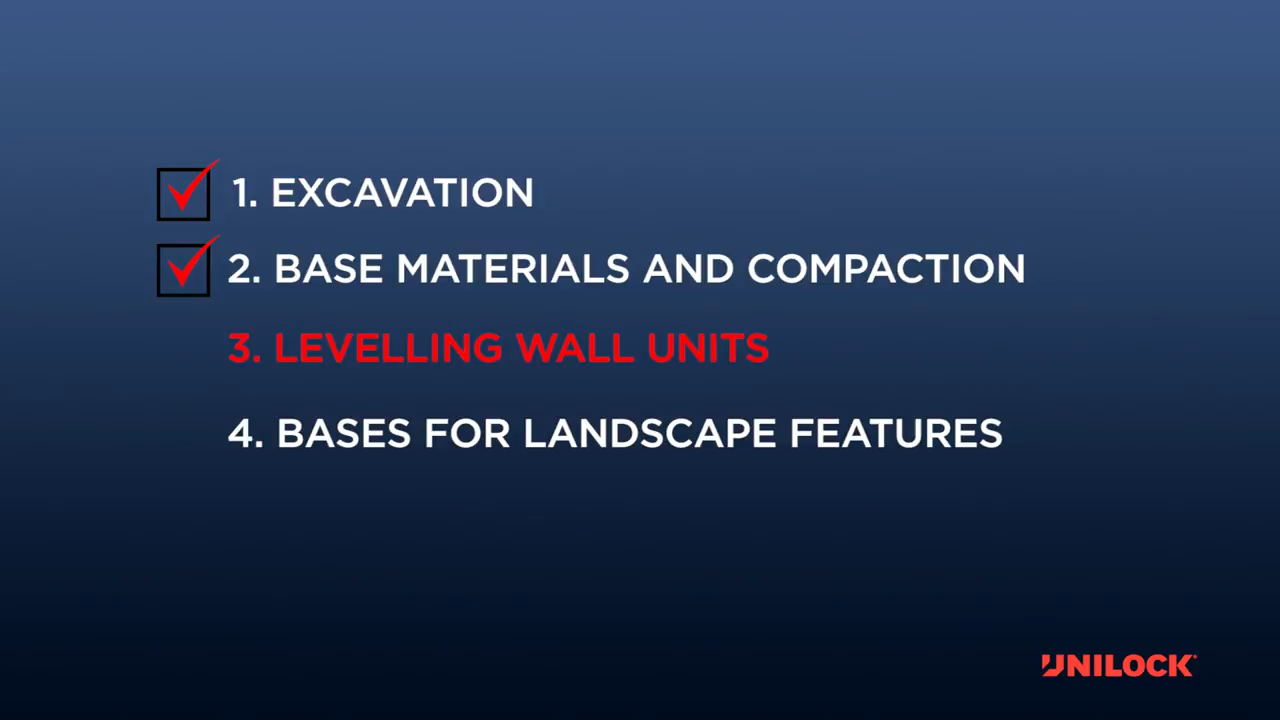 1. EXCAVATION
2. BASE MATERIALS AND COMPACTION
3. LEVELLING WALL UNITS
4. BASES FOR LANDSCAPE FEATURES
UNILOCK®